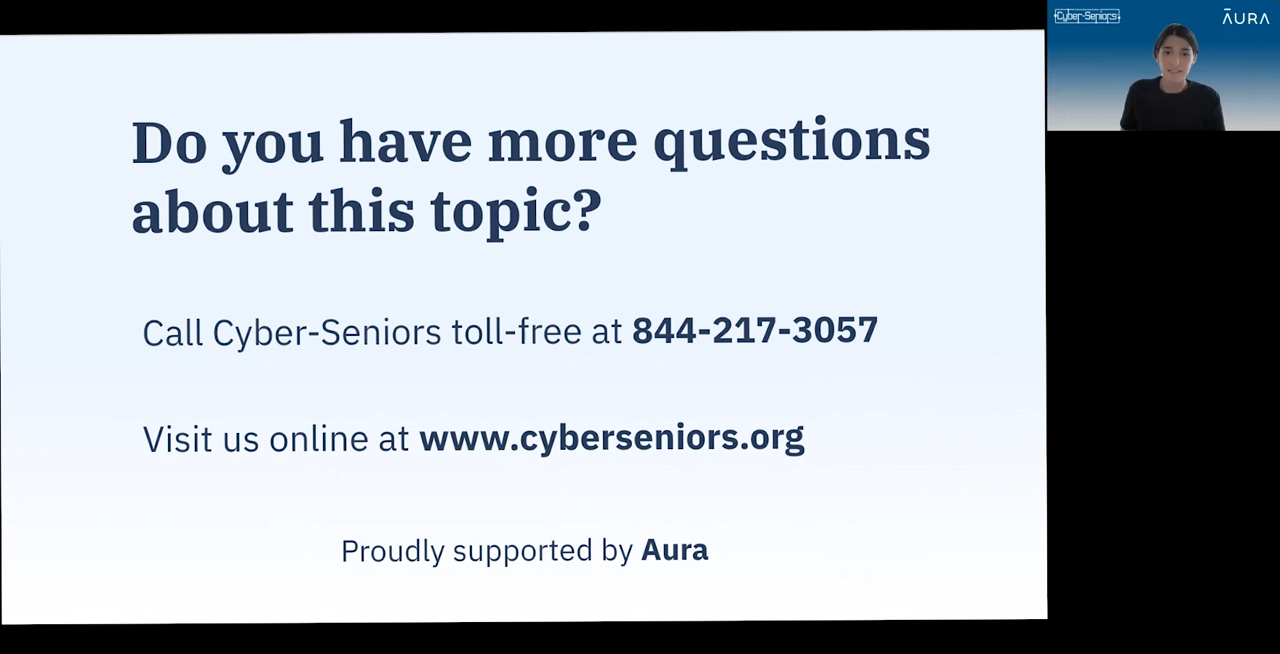 Do you have more questions
about this topic?
Call Cyber-Seniors toll-free at 844-217-3057
Visit us online at www.cyberseniors.org
Proudly supported by Aura
Cyber-Seniors
ĀURA